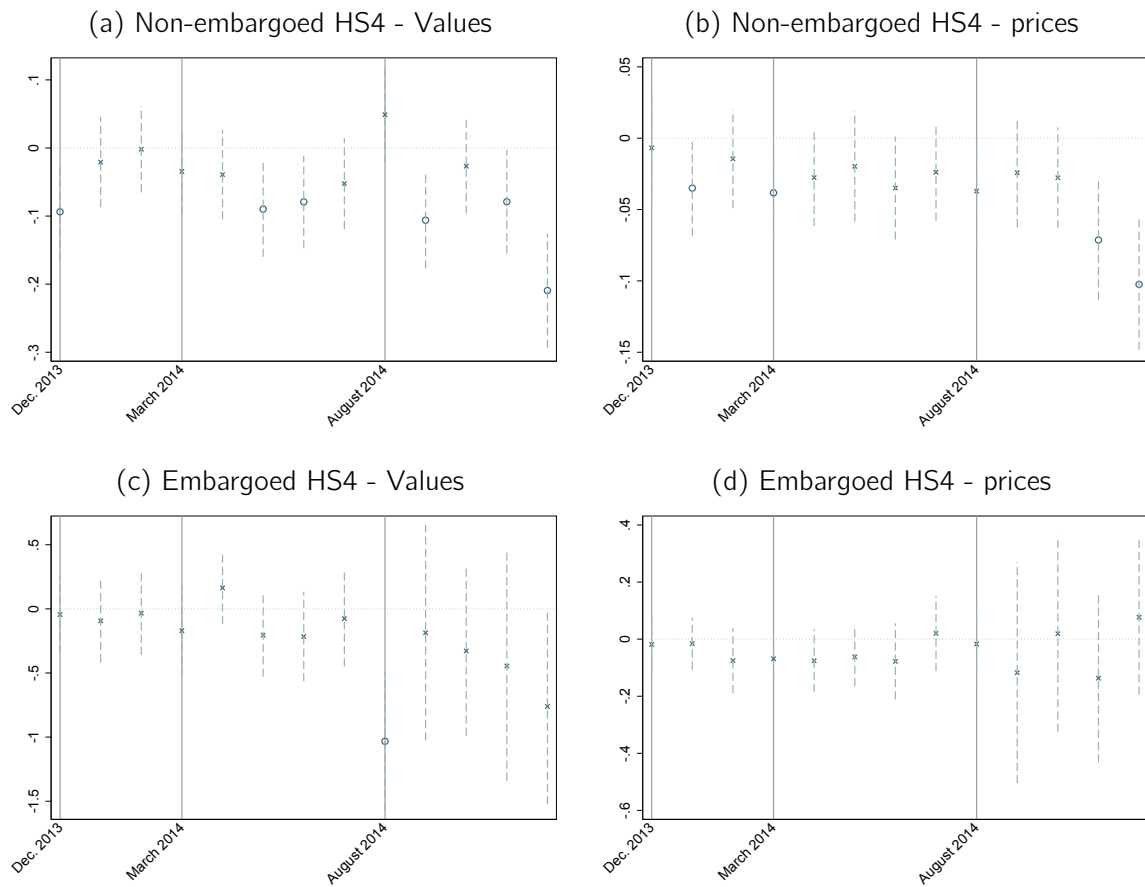 (a) Non-embargoed HS4 - Values
.1
0
-.1
-.2
-.3
Dec. 2013
March 2014
August 2014
(b) Non-embargoed HS4 - prices
.05
0
-.05
-.1
-.15
Dec. 2013
March 2014
August 2014
(c) Embargoed HS4 - Values
.5
0
-.5
-1
-1.5
Dec. 2013
March 2014
August 2014
(d) Embargoed HS4 - prices
.4
.2
0
-.2
-.4
-.6
Dec. 2013
March 2014
August 2014